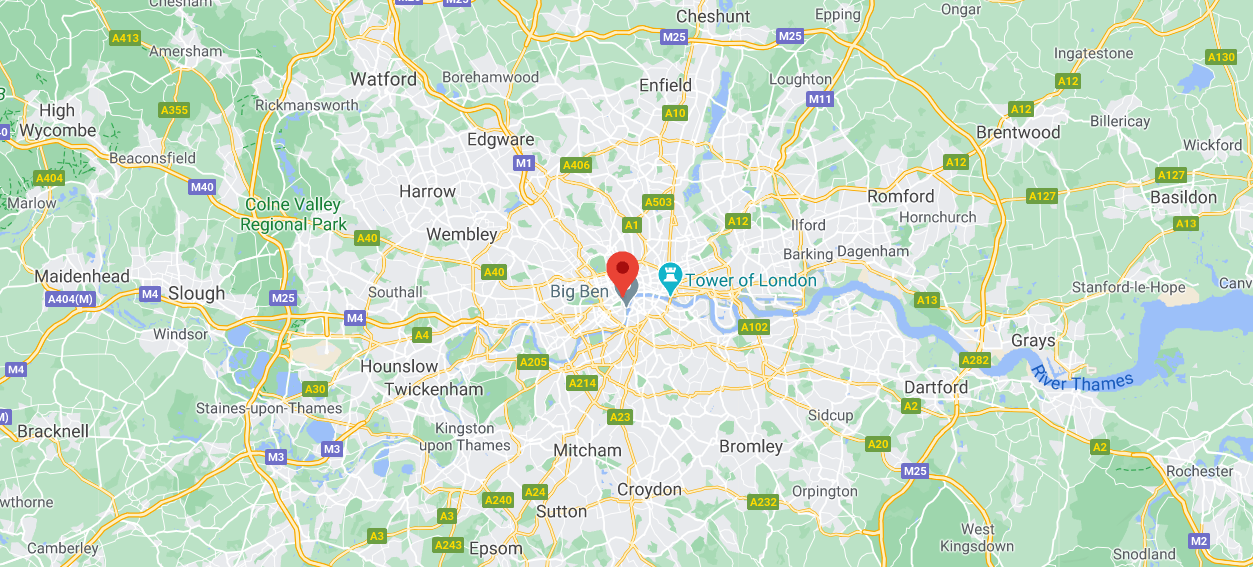 Chesham
M25
M25
Cheshunt
Epping
Ongar
A413
Amersham
M25
M25
Ingatestone
A130
Watford
Borehamwood
Enfield
Loughton
A12
High
Wycombe
A355
Rickmansworth
A10
M11
A12
Billericay
Edgware
Brentwood
Wickford
Beaconsfield
M1
A406
A12
A404
M40
Harrow
A127
A127
Basildon
Marlow
Colne Valley
Regional Park
A503
Romford
Hornchurch
A1
A12
Ilford
A13
Wembley
A40
Barking
Dagenham
Maidenhead
A40
Tower of London
Slough
Southall
Big Ben
Stanford-le-Hope
Canv
A404(M)
M4
M25
A13
M4
A4
A102
Windsor
Grays
M4
Hounslow
A205
A282
A30
Twickenham
A214
Dartford
River Thames
Staines-upon-Thames
A23
Sidcup
A2
Bracknell
Kingston
upon Thames
M3
M3
Mitcham
Bromley
A20
A2
M25
Rochester
wthorne
A240
A24
Croydon
A232
Orpington
A3
Sutton
A3
A243
Epsom
West
Kingsdown
M2
Camberley
Snodland